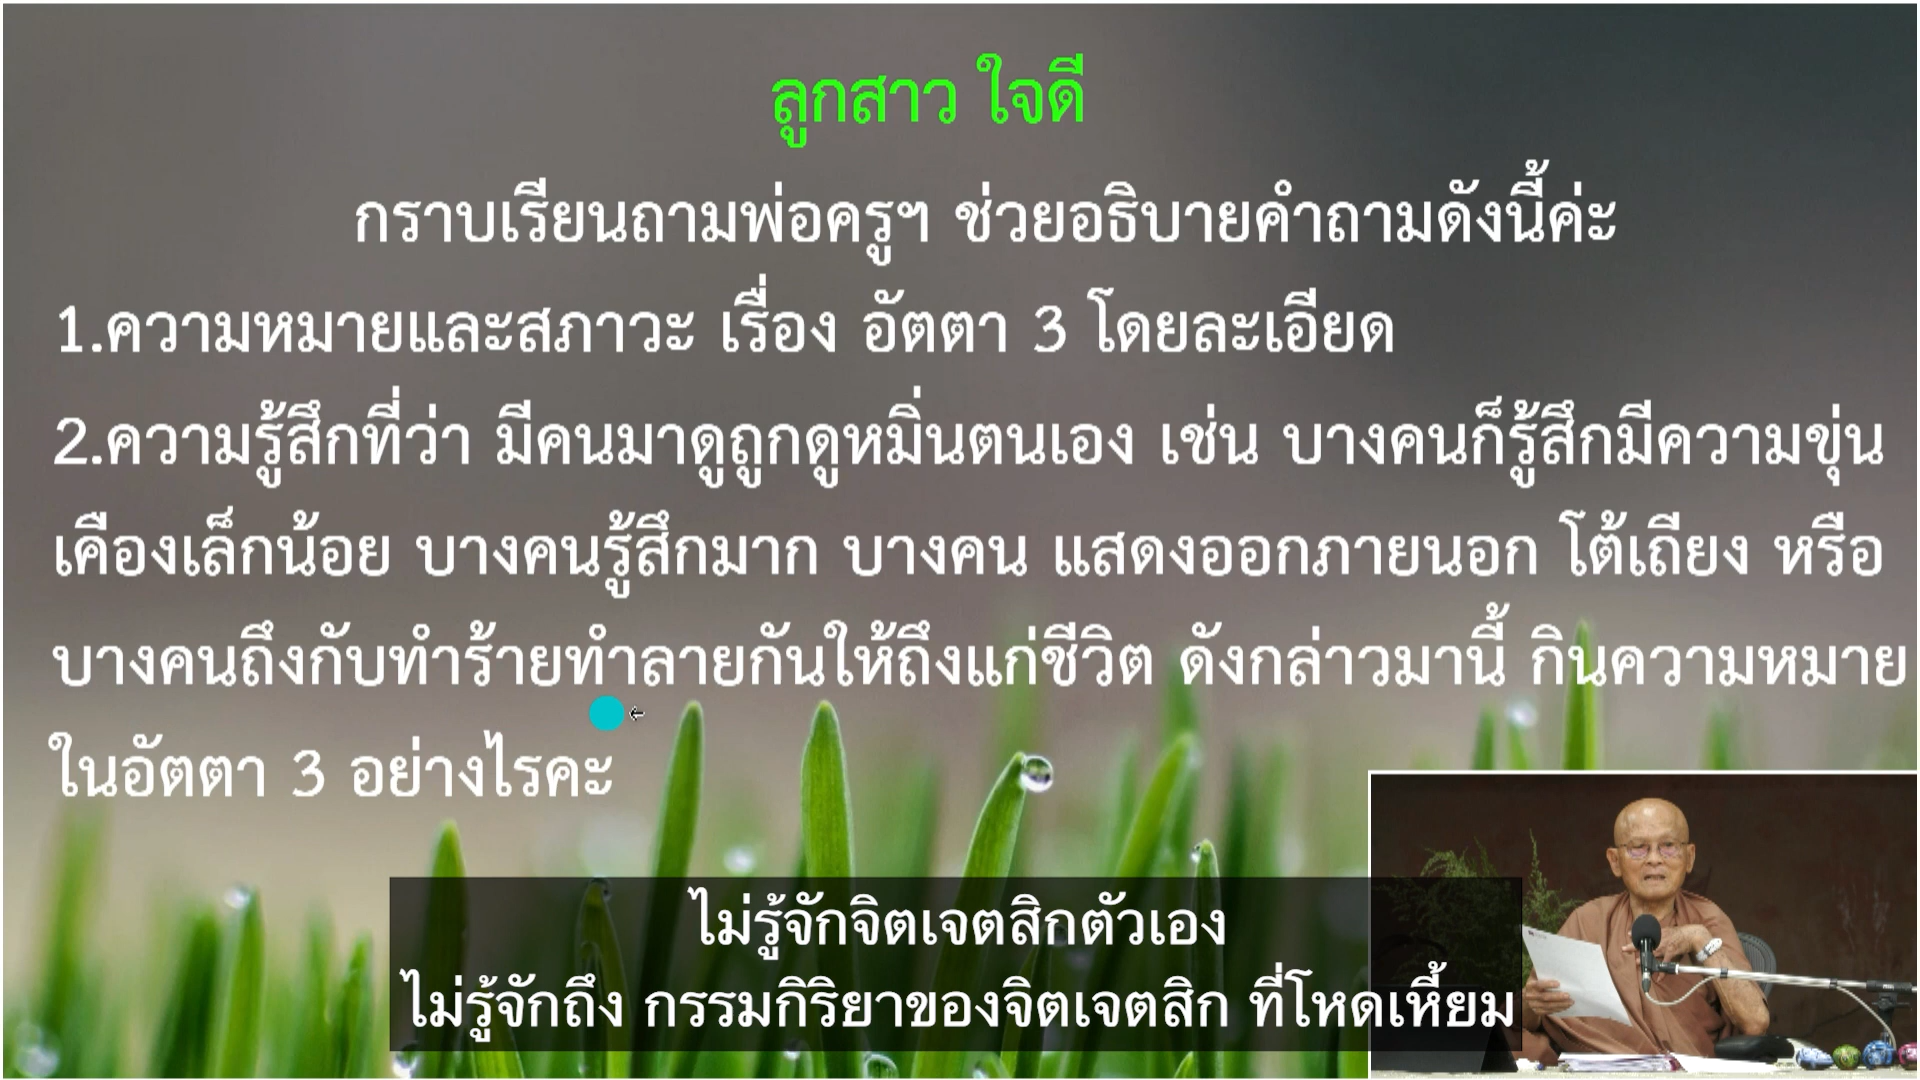 ลูกสาว ใจดี
กราบเรียนถามพ่อครูฯ ช่วยอธิบายคำถามดังนี้ค่ะ
1.ความหมายและสภาวะ เรื่อง อัตตา 3 โดยละเอียด
2.ความรู้สึกที่ว่า มีคนมาดูถูกดูหมิ่นตนเอง เช่น บางคนก็รู้สึกมีความขุ่น
เคืองเล็กน้อย บางคนรู้สึกมาก บางคน แสดงออกภายนอก โต้เถียง หรือ
บางคนถึงกับทำร้ายทำลายกันให้ถึงแก่ชีวิต ดังกล่าวมานี้ กินความหมาย
ในอัตตา 3 อย่างไรคะ
ไม่รู้จักจิตเจตสิกตัวเอง
ไม่รู้จักถึง กรรมกิริยาของจิตเจตสิก ที่โหดเหี้ยม